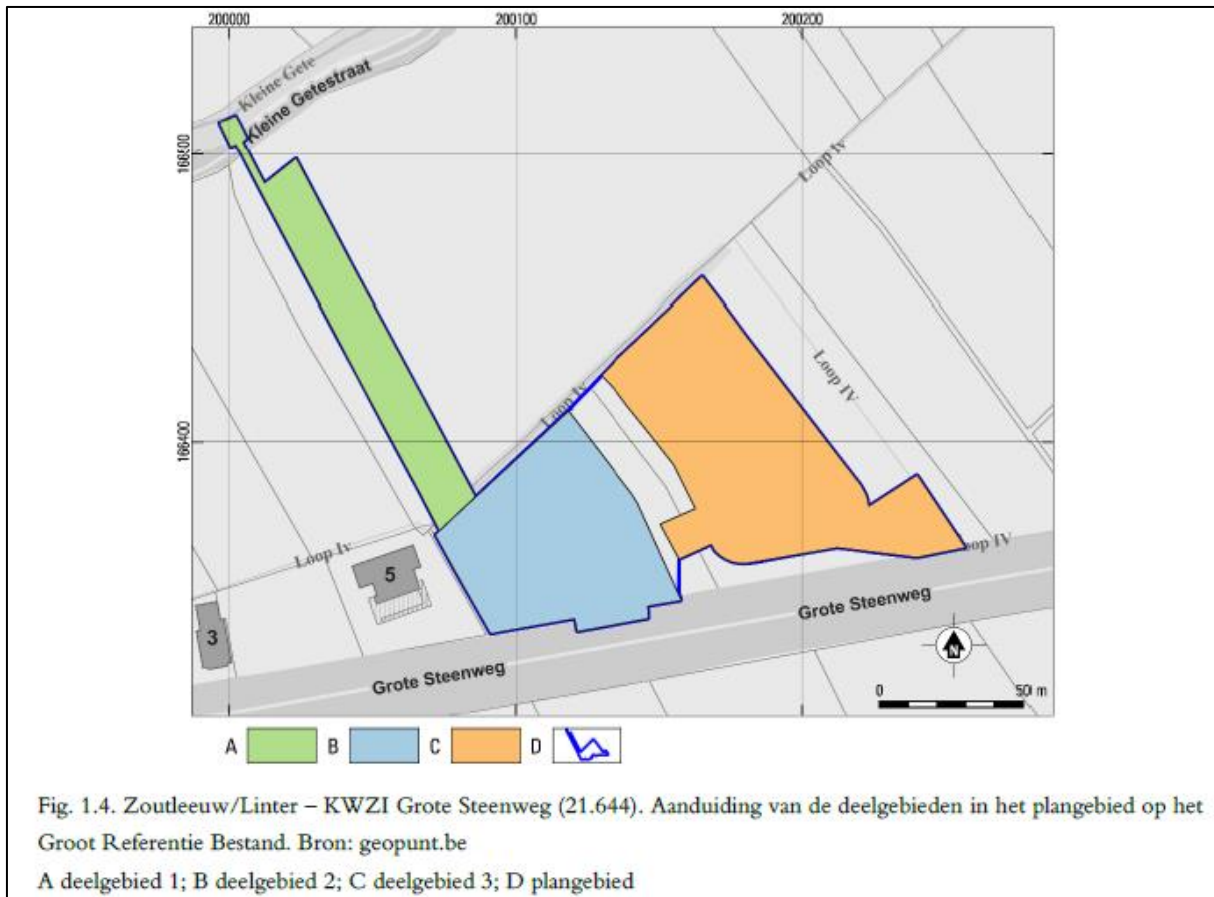 200000
200100
200200
Kleine Gete
Kleine Getestraat
166500
Loop Iv
Loop IV
Loop Iv
166400
Loop Iv
5
3
Loop IV
Grote Steenweg
Grote Steenweg
N
0 50 m
A B C D
Fig. 1.4. Zoutleeuw/Linter – KWZI Grote Steenweg (21.644). Aanduiding van de deelgebieden in het plangebied op het
Groot Referentie Bestand. Bron: geopunt.be
A deelgebied 1; B deelgebied 2; C deelgebied 3; D plangebied